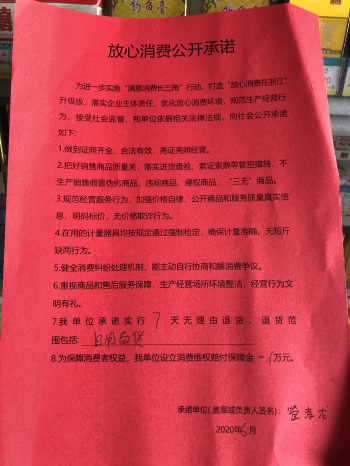 放心消费公开承诺
为进一步实施“满意消费长三角”行动，打造“放心消费在浙江”
升级版，落实企业主体责任，优化放心消费环境，规范生产经营行
为，接受社会监督，我单位依据相关法律法规，向社会公开承诺
如下:
1.做到证照齐全，合法有效，亮证亮照经营。
2.把好销售商品质量关，落实进货查验，索证索票等管控措施，不
生产销售假冒伪劣商品，违规商品，侵权商品，“三无”商品。
3.规范经营服务行为，加强价格自律，公开商品和服务质量真实信
息，明码标价，无价格欺诈行为。
4.在用的计量器具均按规定通过强制检定，确保计量准确，无短斤
缺两行为。
5.健全消费纠纷处理机制，能主动自行协商和解消费争议。
6.重视商品和售后服务保障，生产经营场所环境整洁，经营行为文
明有礼。
7.我单位承诺实行 7 天无理由退货，退货范
围包括: 日用百货
8.为保障消费者权益，我单位设立消费维权赔付保障金 一 万元。
承诺单位(盖章或负责人签名):
2020年6月